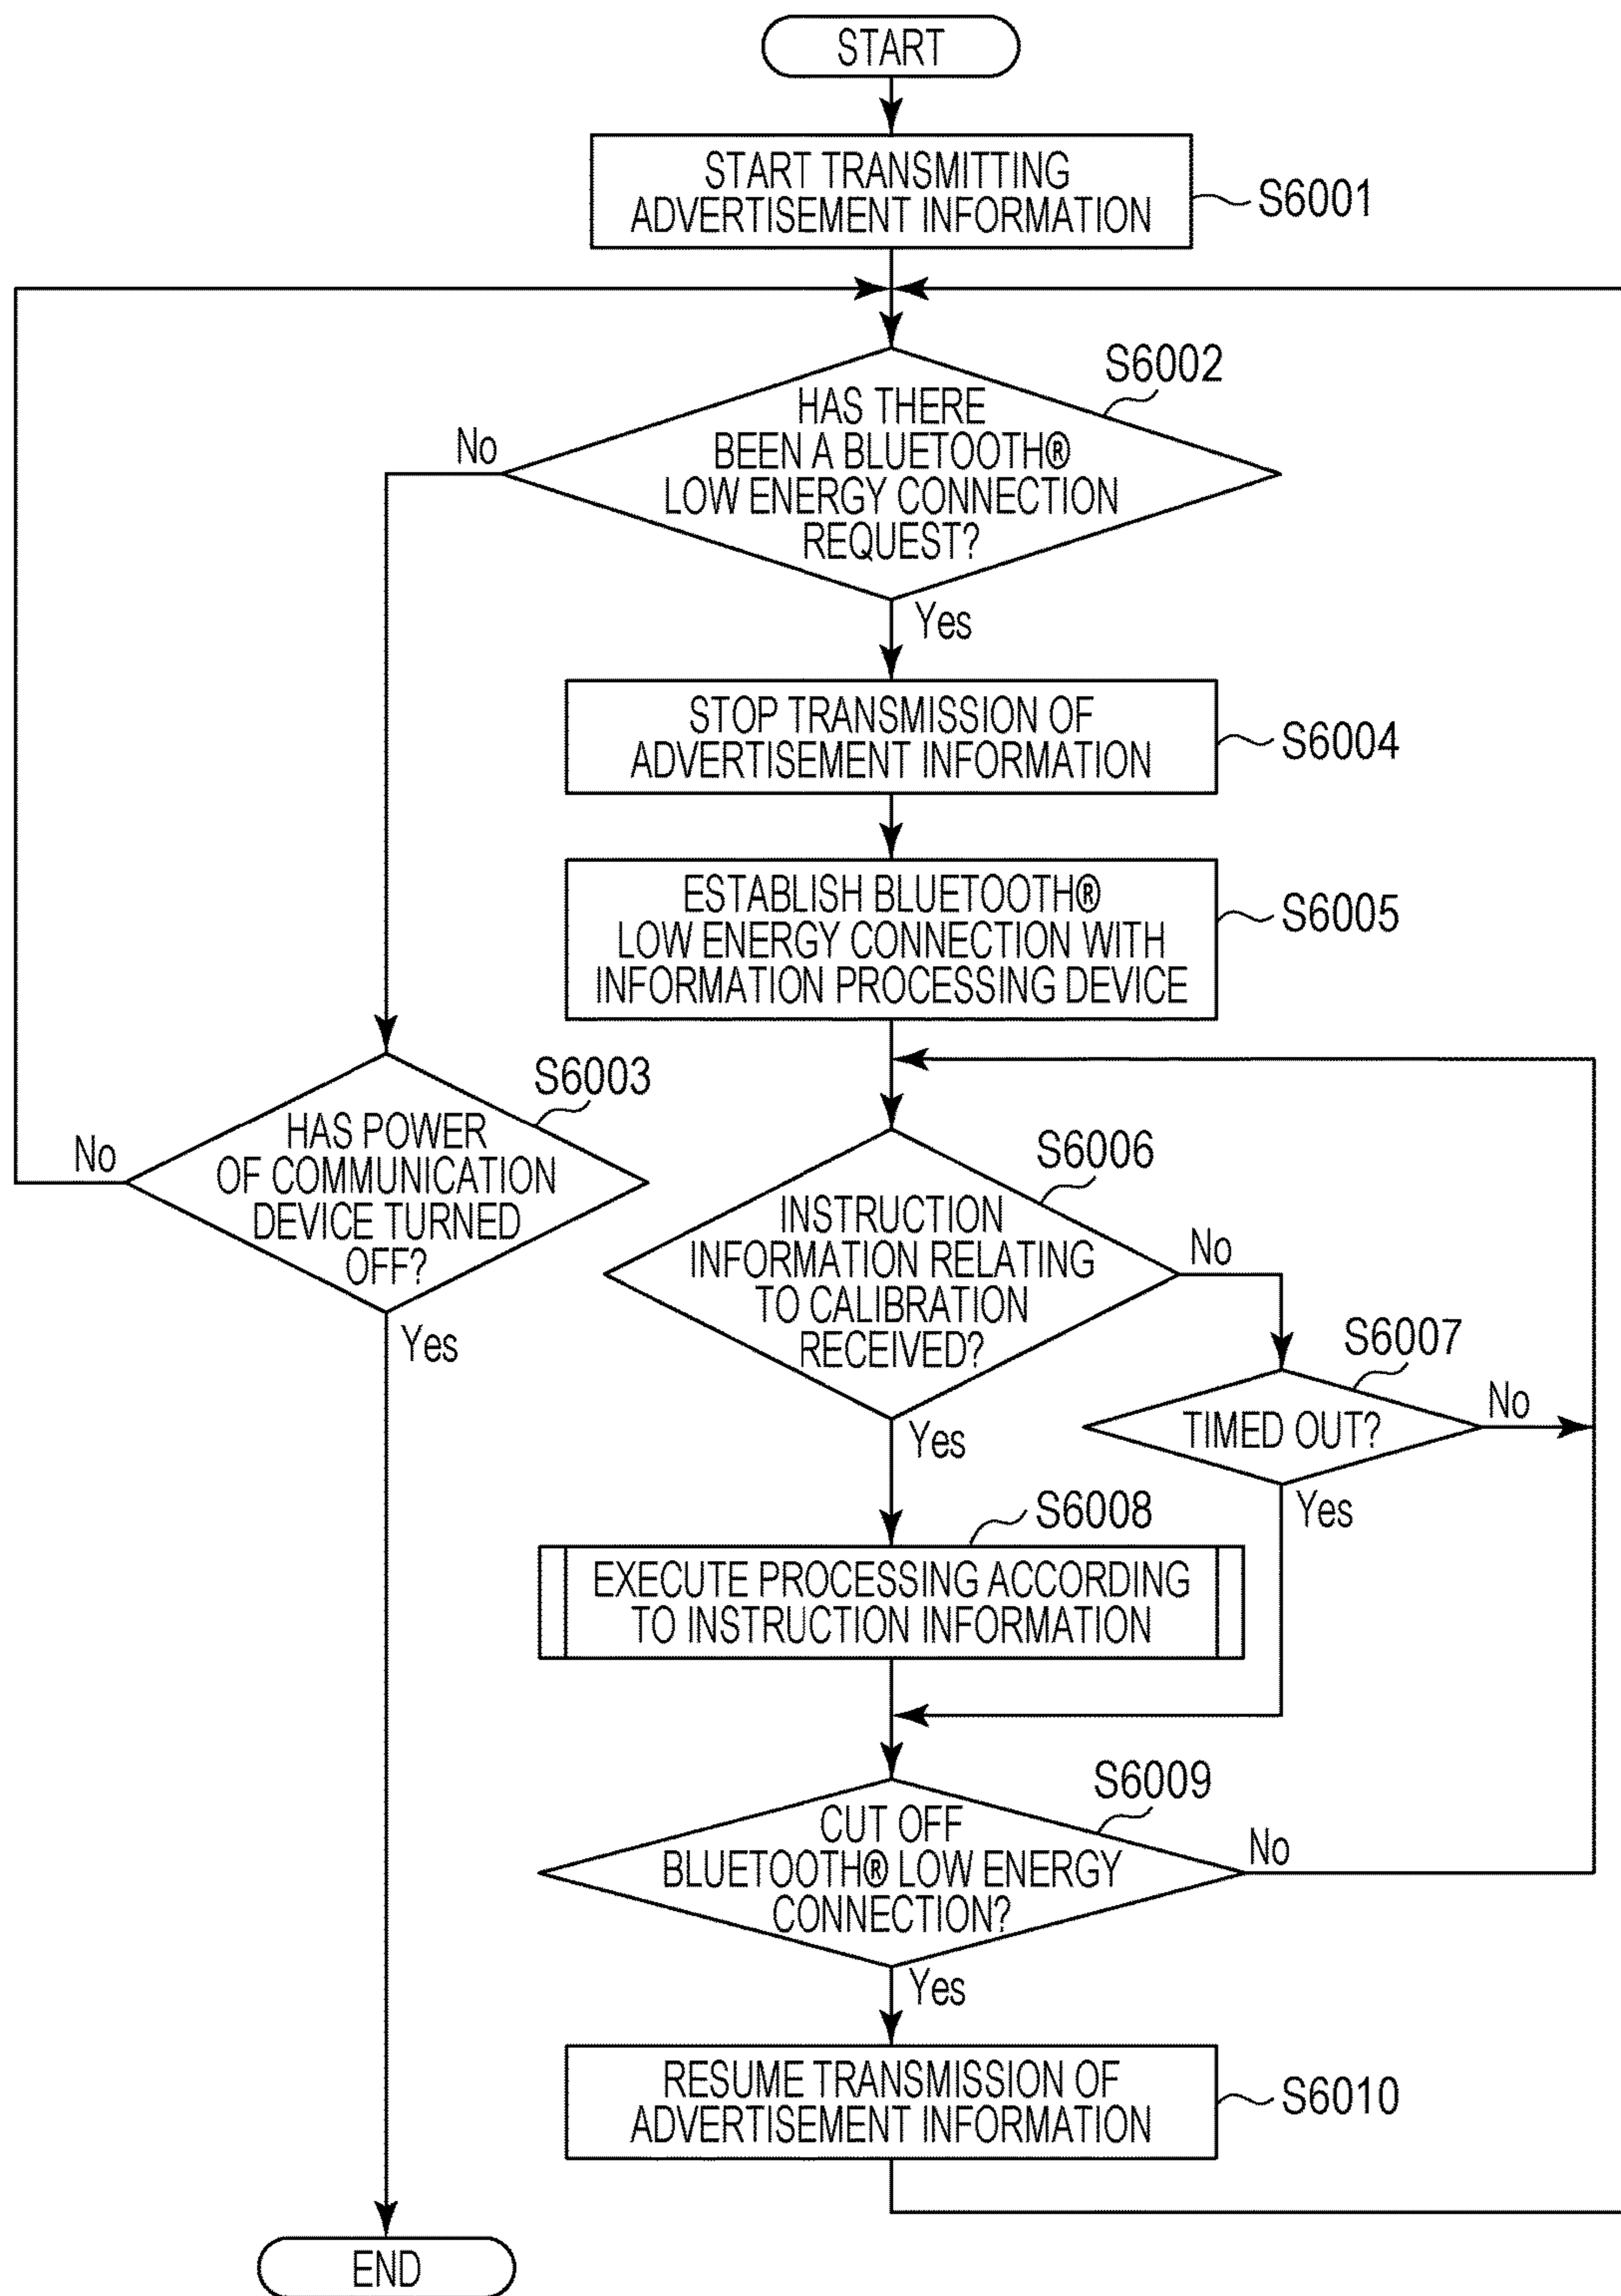 START
START TRANSMITTING
ADVERTISEMENT INFORMATION
S6001
S6002
HAS THERE
BEEN A BLUETOOTH®
LOW ENERGY CONNECTION
REQUEST?
No
Yes
STOP TRANSMISSION OF
ADVERTISEMENT INFORMATION
S6004
ESTABLISH BLUETOOTH®
LOW ENERGY CONNECTION WITH
INFORMATION PROCESSING DEVICE
S6005
S6003
HAS POWER
OF COMMUNICATION
DEVICE TURNED
OFF?
No
Yes
S6006
INSTRUCTION
INFORMATION RELATING
TO CALIBRATION
RECEIVED?
No
Yes
S6007
TIMED OUT?
No
Yes
S6008
EXECUTE PROCESSING ACCORDING
TO INSTRUCTION INFORMATION
S6009
CUT OFF
BLUETOOTH® LOW ENERGY
CONNECTION?
No
Yes
RESUME TRANSMISSION OF
ADVERTISEMENT INFORMATION
S6010
END